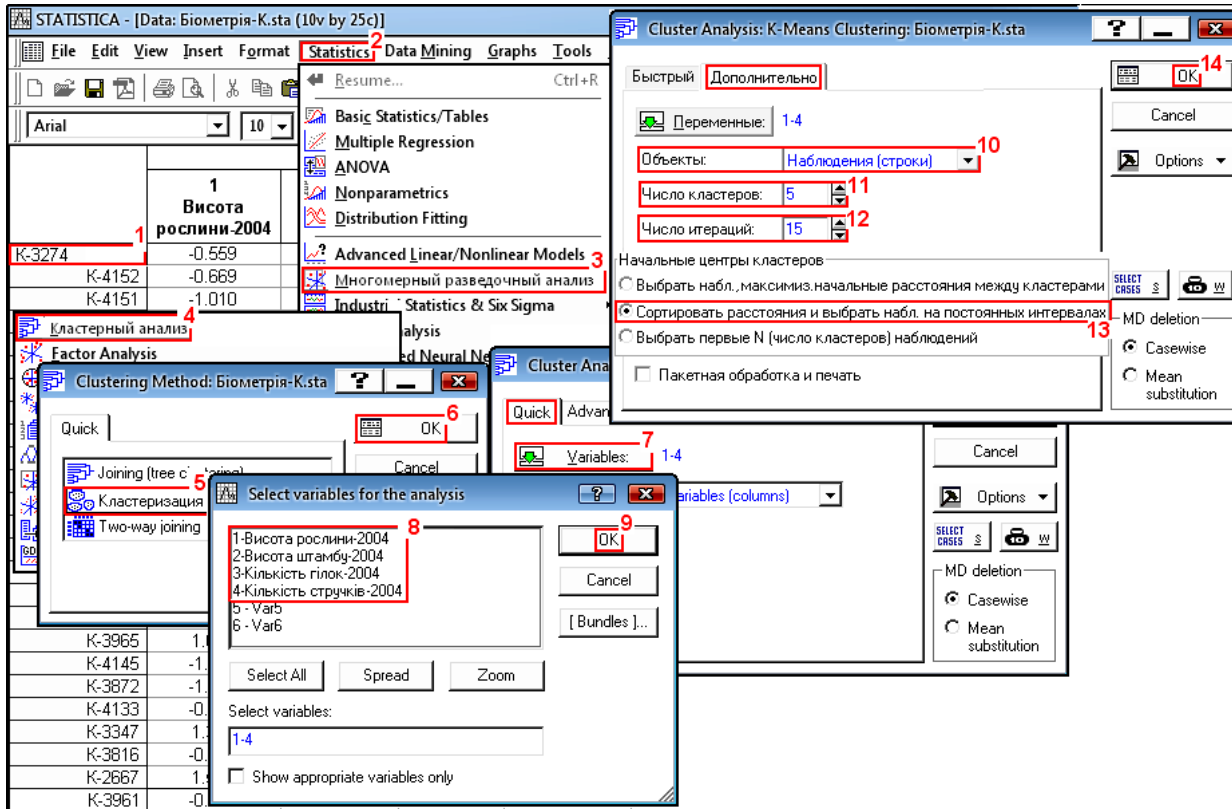 STATISTICA - [Data: Біометрія-K.sta (10v by 25c)]
File Edit View Insert Format Statistics 2 Data Mining Graphs Tools
Arial 10
Resume... Ctrl+R
Basic Statistics/Tables
Multiple Regression
ANOVA
Nonparametrics
Distribution Fitting
Advanced Linear/Nonlinear Models
Многомерный разведочный анализ 3
Statistics & Six Sigma
1
Висота
рослини-2004
К-3274 1 -0.559
К-4152 -0.669
К-4151 -1.010
4
Кластерный анализ
Factor Analysis
Clustering Method: Біометрія-K.sta ?
Quick
6 OK
Cancel
Joining (tree
5 Кластеризация
Two-way joining
Quick
7 Variables: 1-4
(columns)
Cancel
Options
SELECT CASES S W
MD deletion
Casewise
Mean
substitution
Select variables for the analysis ?
8
1-Висота рослини-2004
2-Висота штамбу-2004
3-Кількість гілок-2004
4-Кількість стручків-2004
5 - Var5
6 - Var6
9 OK
Cancel
[ Bundles ]...
Select All Spread Zoom
Select variables:
1-4
Show appropriate variables only
К-3965
К-4145
К-3872
К-4133
К-3347
К-3816
К-2667
К-3961
Cluster Analysis: K-Means Clustering: Біометрія-K.sta ?
Быстрый Дополнительно
14 OK
Cancel
Options
Переменные: 1-4
Объекты: Наблюдения (строки) 10
Число кластеров: 5 11
Число итераций: 15 12
Начальные центры кластеров
Выбрать набл.,максимиз.начальные расстояния между кластерами
Сортировать расстояния и выбрать набл. на постоянных интервалах
13
Выбрать первые N (число кластеров) наблюдений
Пакетная обработка и печать
SELECT CASES S W
MD deletion
Casewise
Mean
substitution